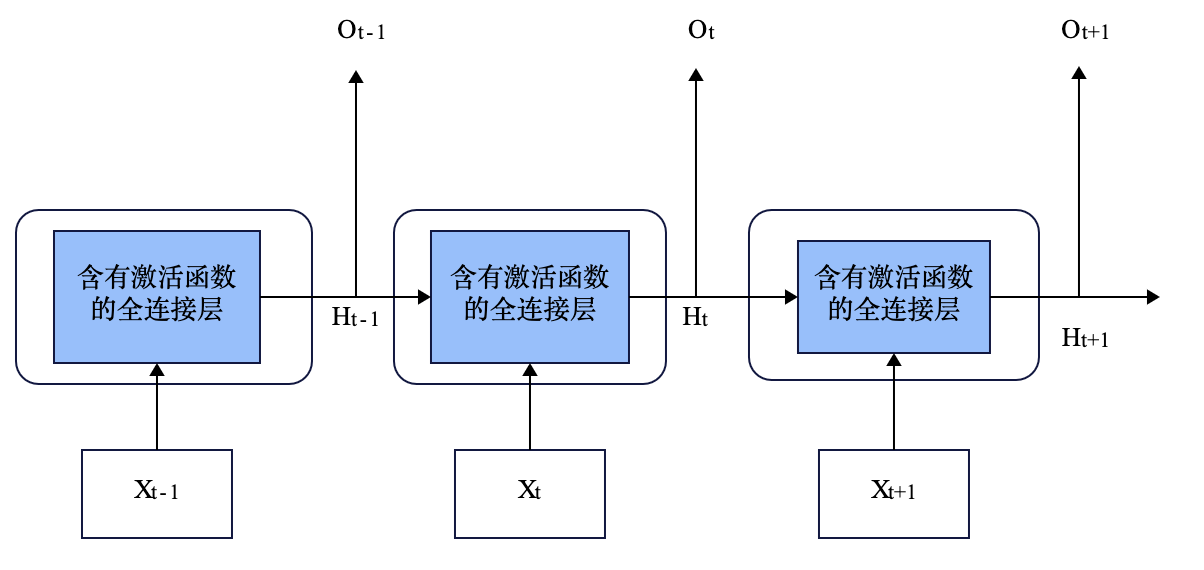 Ot-1
Ot
Ot+1
含有激活函数
的全连接层
含有激活函数
的全连接层
含有激活函数
的全连接层
Ht-1
Ht
Ht+1
Xt-1
Xt
Xt+1